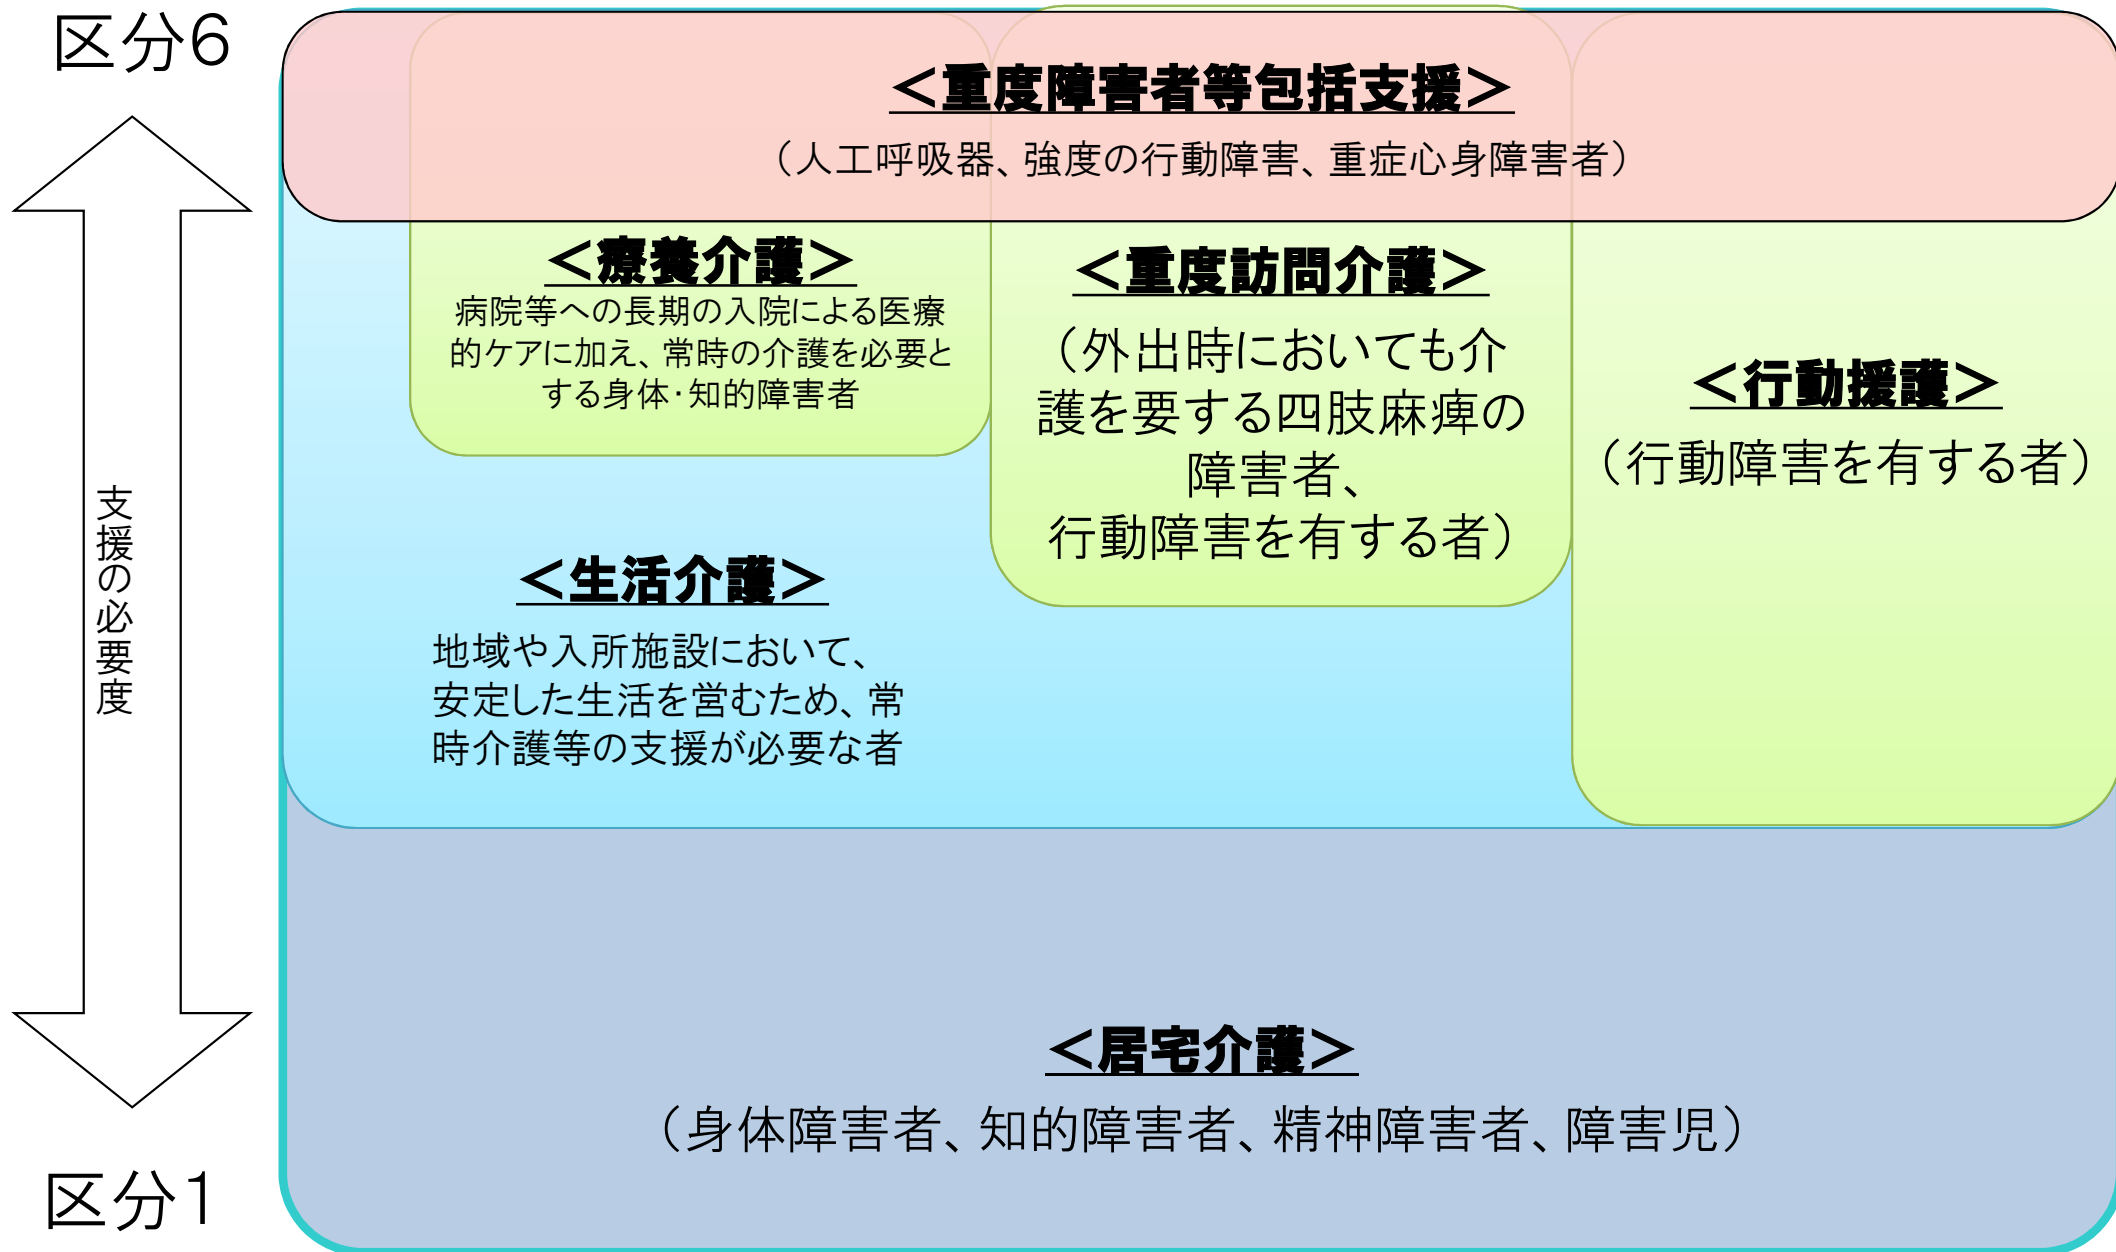 区分6
支援の必要度
区分1
＜重度障害者等包括支援＞
（人工呼吸器、強度の行動障害、重症心身障害者）
＜療養介護＞
病院等への長期の入院による医療
的ケアに加え、常時の介護を必要と
する身体・知的障害者
＜重度訪問介護＞
（外出時においても介
護を要する四肢麻痺の
障害者、
行動障害を有する者）
＜行動援護＞
（行動障害を有する者）
＜生活介護＞
地域や入所施設において、
安定した生活を営むため、常
時介護等の支援が必要な者
＜居宅介護＞
（身体障害者、知的障害者、精神障害者、障害児）